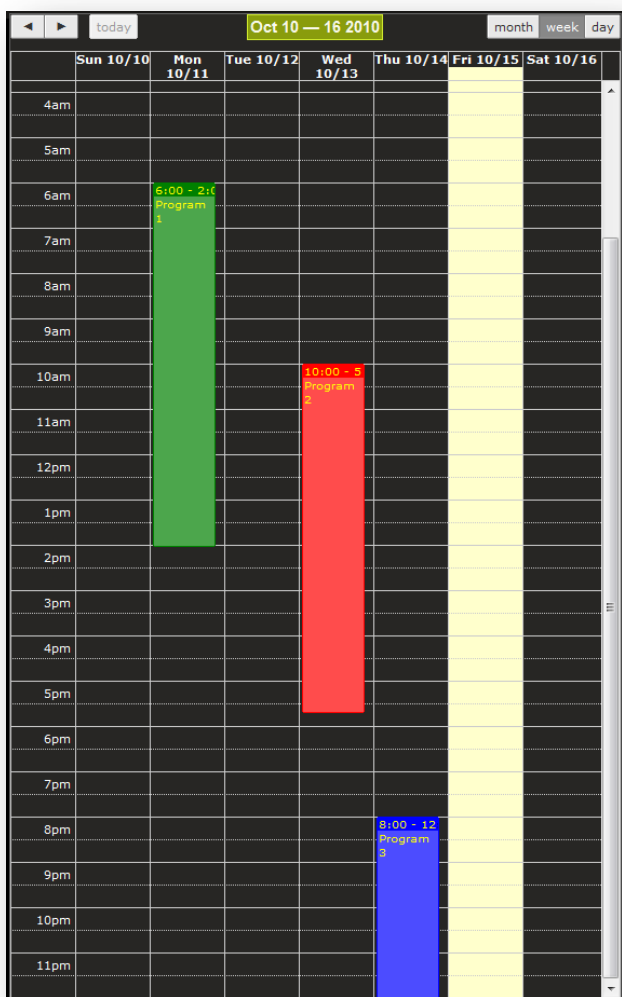 today Oct 10 — 16 2010 month week day
Sun 10/10 Mon 10/11 Tue 10/12 Wed 10/13 Thu 10/14 Fri 10/15 Sat 10/16
4am
5am
6am
6:00 - 2:0
Program
1
7am
8am
9am
10am
10:00 - 5
Program
2
11am
12pm
1pm
2pm
3pm
4pm
5pm
6pm
7pm
8pm
8:00 - 12
Program
3
9pm
10pm
11pm